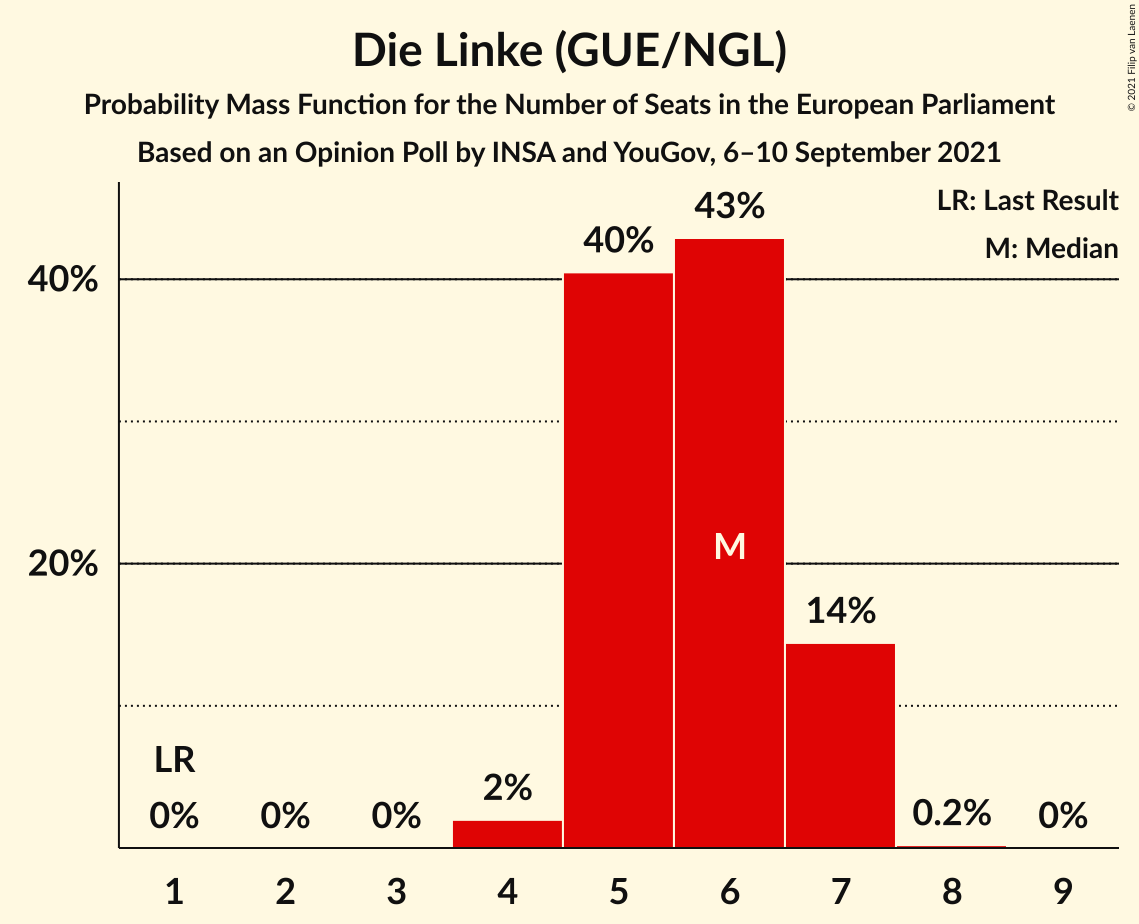 Die Linke (GUE/NGL)
Probability Mass Function for the Number of Seats in the European Parliament
Based on an Opinion Poll by INSA and YouGov, 6–10 September 2021
© 2021 Filip van Laenen
LR: Last Result
M: Median
43%
40%
40%
M
20%
14%
LR
2%
0%
0%
0%
0.2%
0%
1 2 3 4 5 6 7 8 9